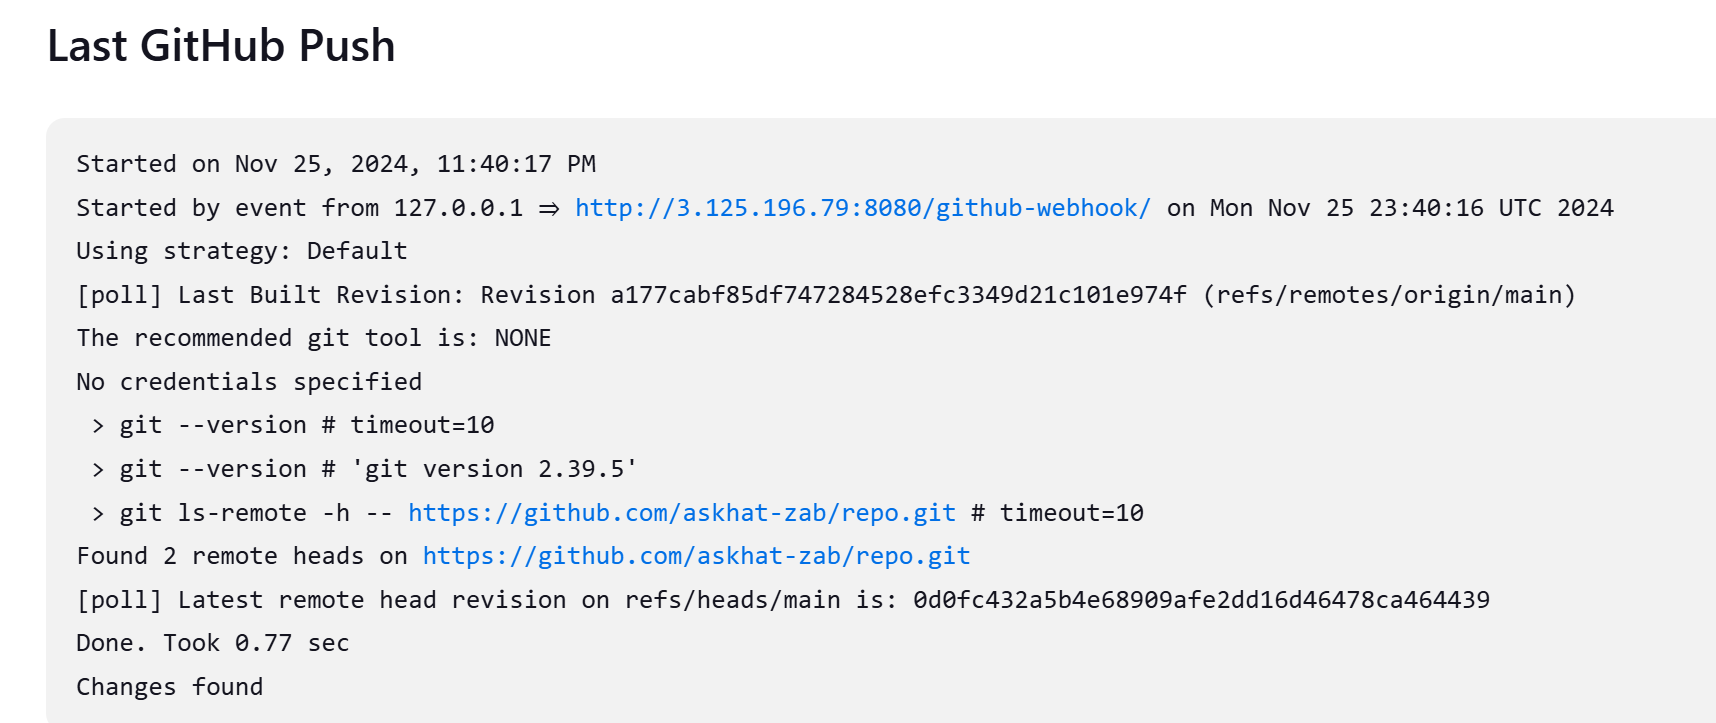 Last GitHub Push
Started on Nov 25, 2024, 11:40:17 PM
Started by event from 127.0.0.1 ⇒ http://3.125.196.79:8080/github-webhook/ on Mon Nov 25 23:40:16 UTC 2024
Using strategy: Default
[poll] Last Built Revision: Revision a177cabf85df747284528efc3349d21c101e974f (refs/remotes/origin/main)
The recommended git tool is: NONE
No credentials specified
 > git --version # timeout=10
 > git --version # 'git version 2.39.5'
 > git ls-remote -h -- https://github.com/askhat-zab/repo.git # timeout=10
Found 2 remote heads on https://github.com/askhat-zab/repo.git
[poll] Latest remote head revision on refs/heads/main is: 0d0fc432a5b4e68909afe2dd16d46478ca464439
Done. Took 0.77 sec
Changes found